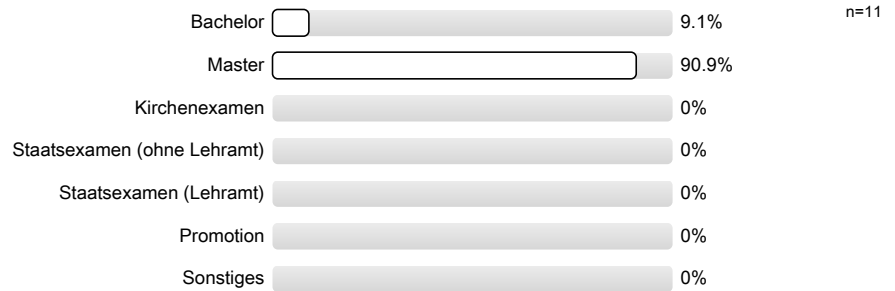 Bachelor 9.1% n=11
Master 90.9%
Kirchenexamen 0%
Staatsexamen (ohne Lehramt) 0%
Staatsexamen (Lehramt) 0%
Promotion 0%
Sonstiges 0%